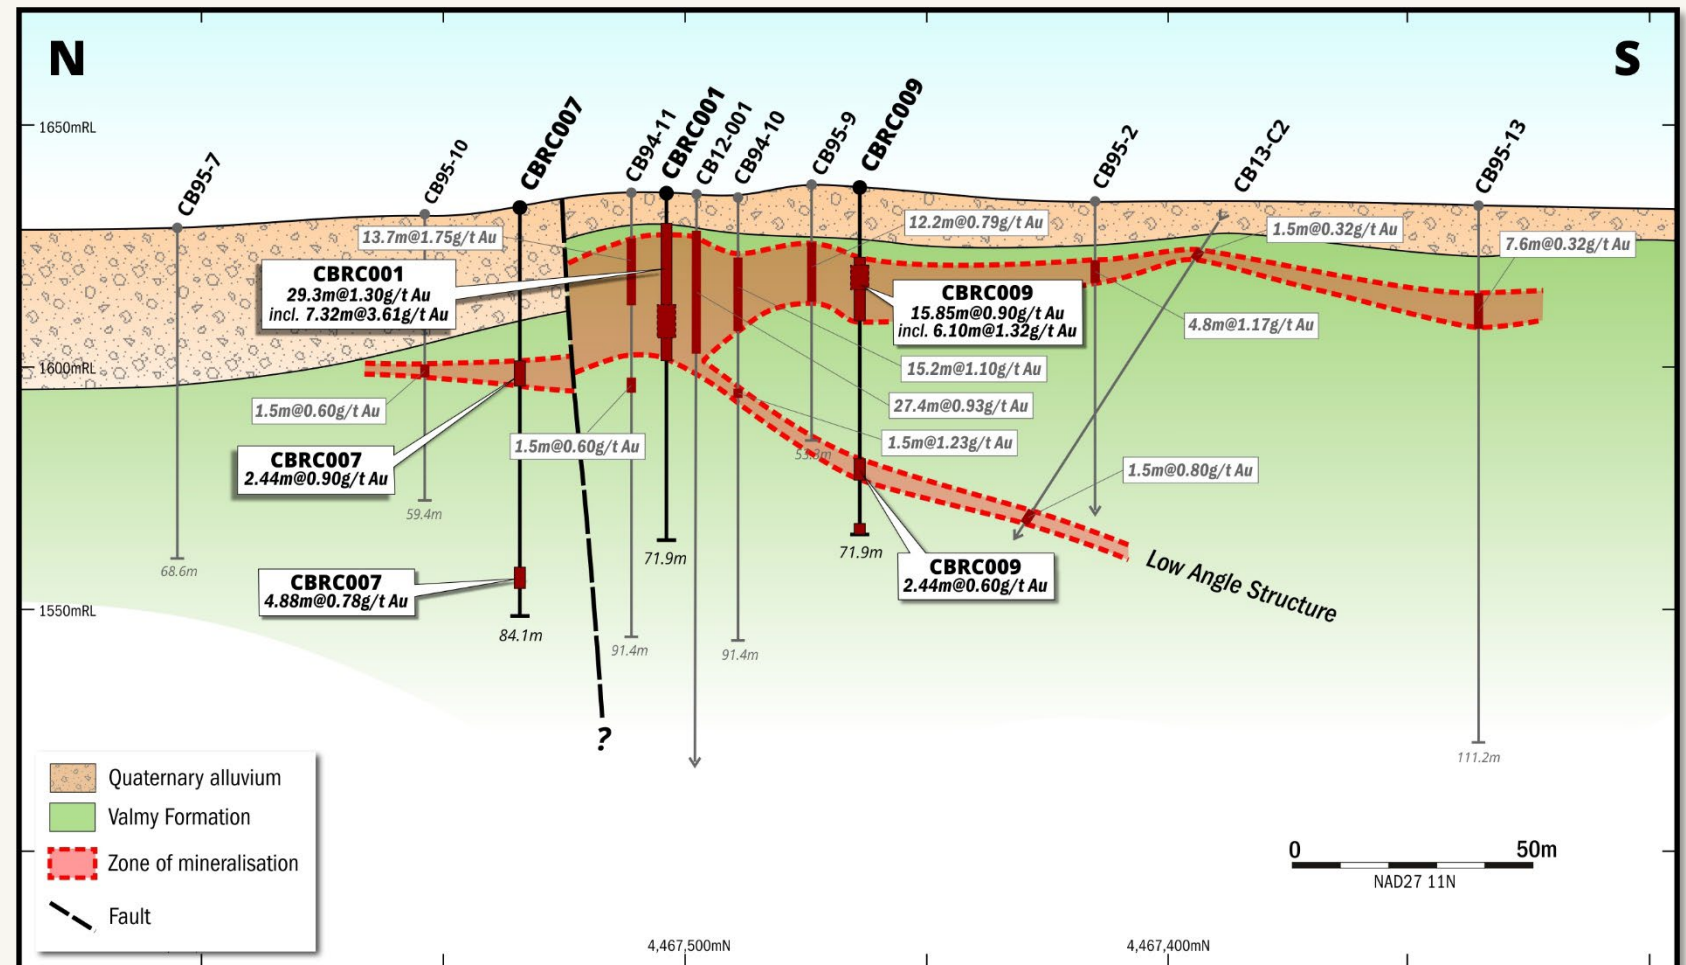 N
S
1650mRL
1600mRL
1550mRL
CB95-7
CB95-10
CBRC007
CB94-11
CBRC001
CB12-001
CB94-10
CB95-9
CBRC009
CB95-2
CB13-C2
CB95-13
13.7m@1.75g/t Au
12.2m@0.79g/t Au
1.5m@0.32g/t Au
7.6m@0.32g/t Au
CBRC001
29.3m@1.30g/t Au
incl. 7.32m@3.61g/t Au
CBRC009
15.85m@0.90g/t Au
incl. 6.10m@1.32g/t Au
4.8m@1.17g/t Au
15.2m@1.10g/t Au
27.4m@0.93g/t Au
1.5m@0.60g/t Au
1.5m@0.60g/t Au
1.5m@1.23g/t Au
53.3m
CBRC007
2.44m@0.90g/t Au
1.5m@0.80g/t Au
59.4m
68.6m
71.9m
71.9m
CBRC009
2.44m@0.60g/t Au
Low Angle Structure
CBRC007
4.88m@0.78g/t Au
84.1m
91.4m
91.4m
?
111.2m
Quaternary alluvium
Valmy Formation
Zone of mineralisation
Fault
0
50m
NAD27 11N
4,467,500mN
4,467,400mN